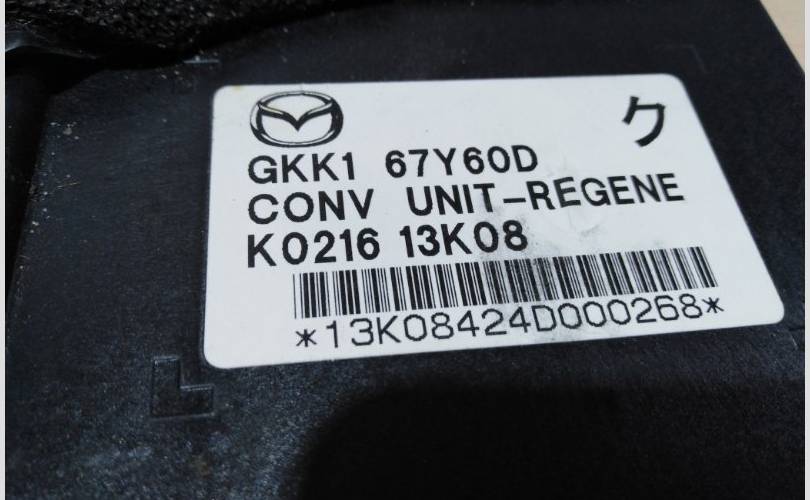 ク
GKK1 67Y60D
CONV UNIT-REGENE
K0216 13K08
*13K08424D000268*